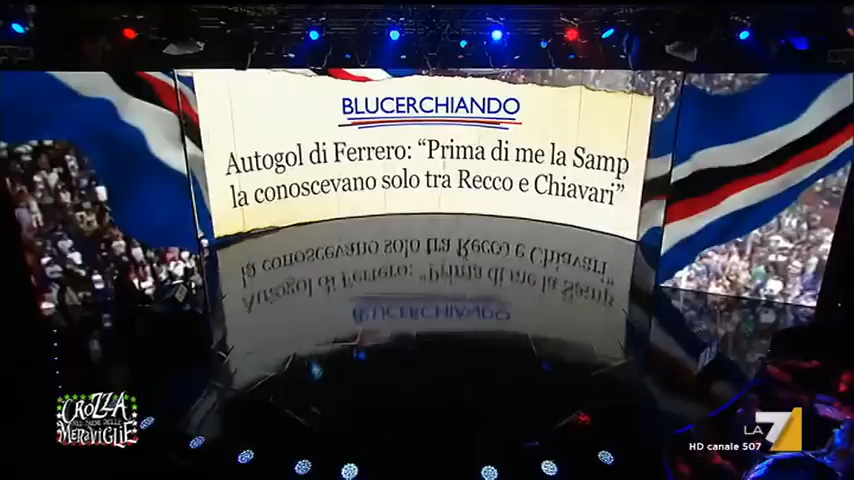 BLUCERCHIANDO
Autogol di Ferrero: “Prima di me la Samp
la conoscevano solo tra Recco e Chiavari”
CROZZA
NEL PAESE DELLE
MERAVIGLIE
LA7
HD canale 507